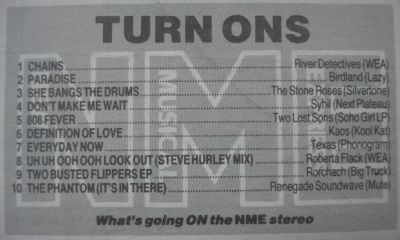 TURN ONS
1 CHAINS River Detectives (WEA)
2 PARADISE Birdland (Lazy)
3 SHE BANGS THE DRUMS The Stone Roses (Silvertone)
4 DON'T MAKE ME WAIT Sybil (Next Plateau)
5 808 FEVER Two Lost Sons (Soho Girl LP)
6 DEFINITION OF LOVE Kaos (Kool Kat)
7 EVERYDAY NOW Texas (Phonogram)
8 UH UH OOH OOH LOOK OUT (STEVE HURLEY MIX) Roberta Flack (WEA)
9 TWO BUSTED FLIPPERS EP Rorchach (Big Truck)
10 THE PHANTOM (IT'S IN THERE) Renegade Soundwave (Mute)
What's going ON the NME stereo
NME
MUSICAL